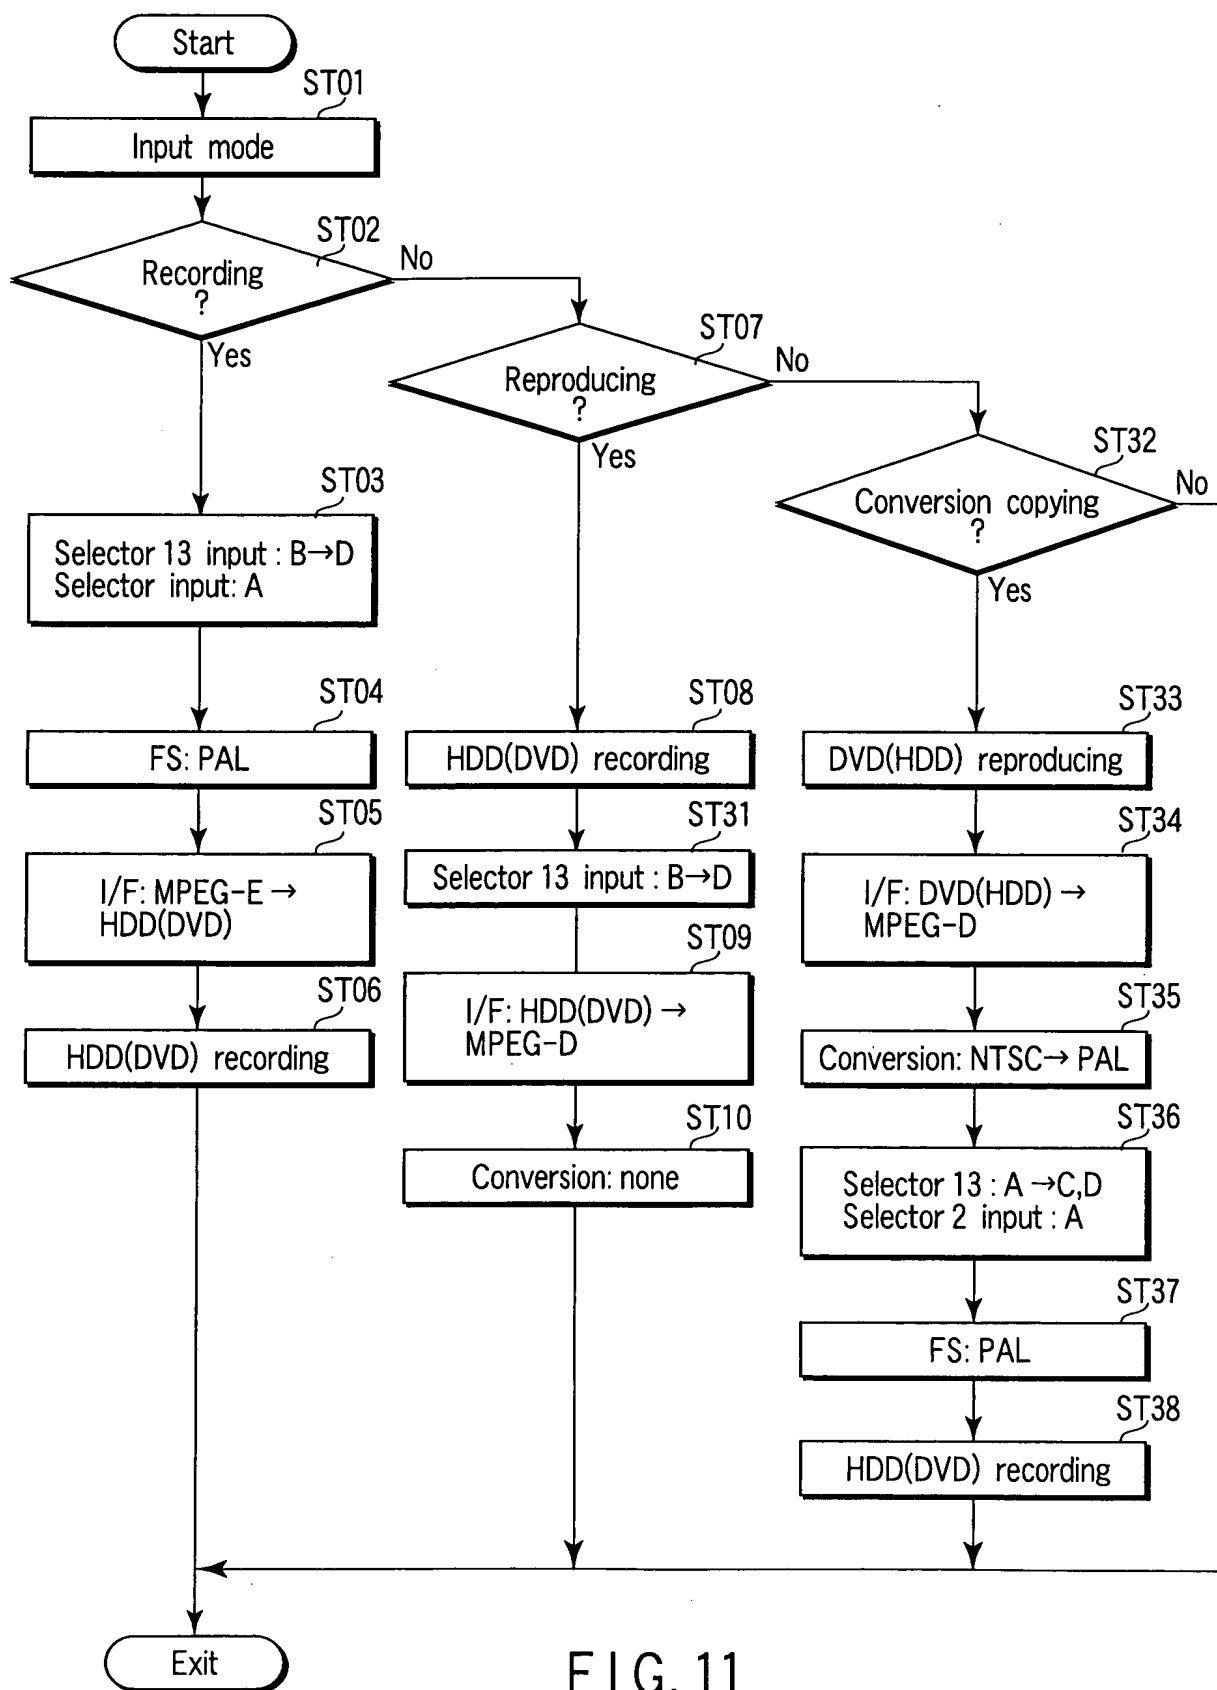 Start
ST01
Input mode
ST02
Recording
?
No
Yes
ST07
Reproducing
?
No
Yes
ST32
Conversion copying
?
No
Yes
ST03
Selector 13 input : B→D
Selector input: A
ST04
FS: PAL
ST05
I/F: MPEG-E →
HDD(DVD)
ST06
HDD(DVD) recording
ST08
HDD(DVD) recording
ST31
Selector 13 input : B→D
ST09
I/F: HDD(DVD) →
MPEG-D
ST10
Conversion: none
ST33
DVD(HDD) reproducing
ST34
I/F: DVD(HDD) →
MPEG-D
ST35
Conversion: NTSC→ PAL
ST36
Selector 13 : A →C,D
Selector 2 input : A
ST37
FS: PAL
ST38
HDD(DVD) recording
Exit
FIG. 11